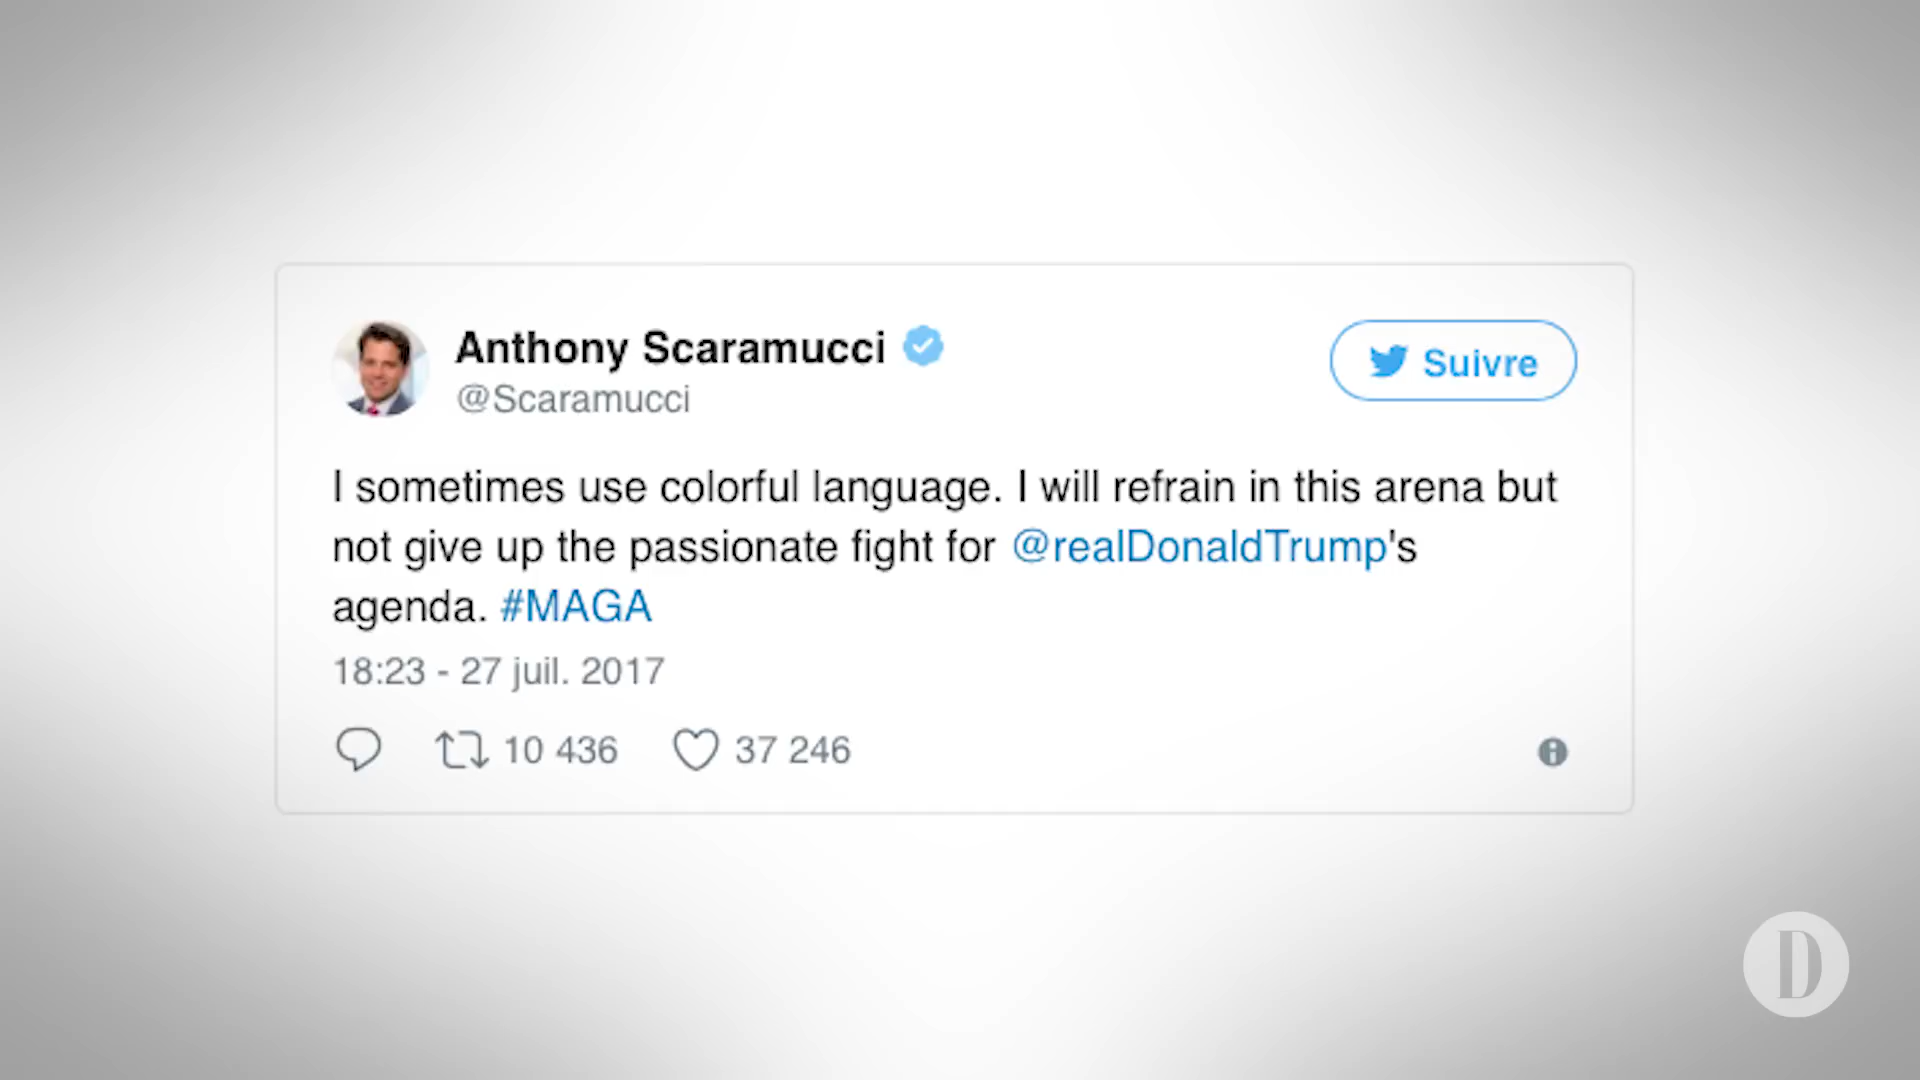 Anthony Scaramucci
@Scaramucci
Suivre
I sometimes use colorful language. I will refrain in this arena but
not give up the passionate fight for @realDonaldTrump's
agenda. #MAGA
18:23 - 27 juil. 2017
10 436 37 246
D